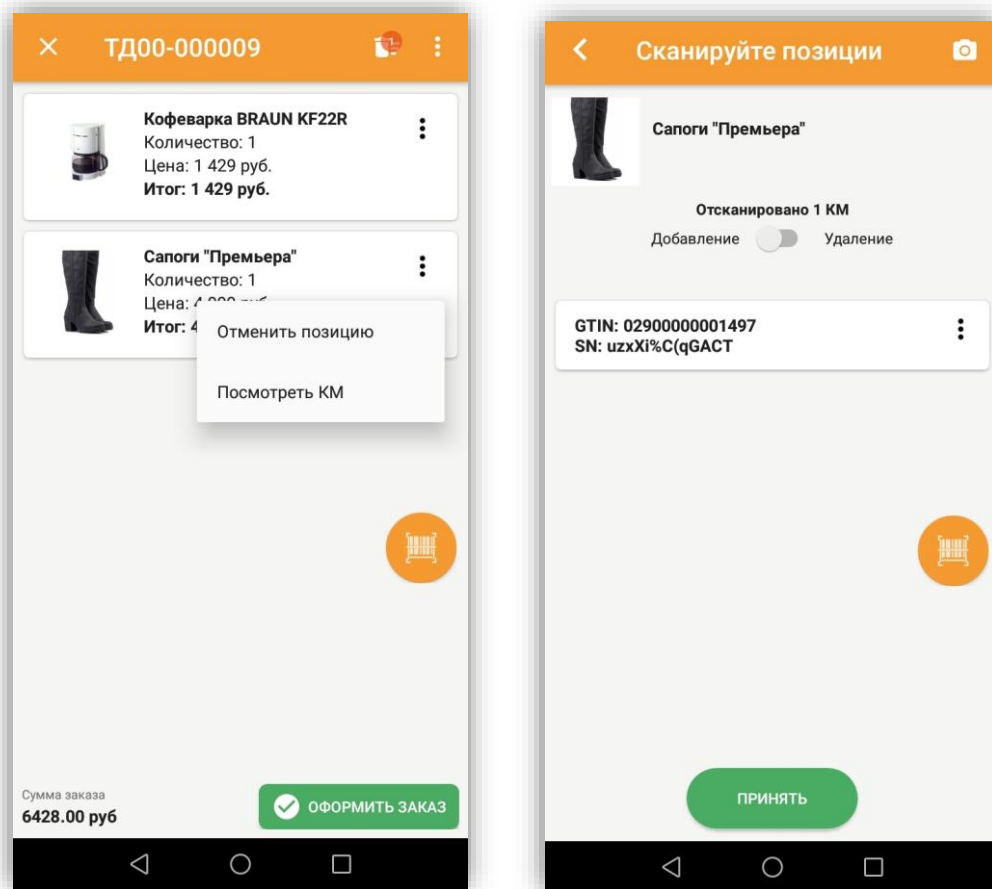 ТД00-000009
Кофеварка BRAUN KF22R
Количество: 1
Цена: 1 429 руб.
Итог: 1 429 руб.
Сапоги "Премьера"
Количество: 1
Цена:
Итог: 4
Отменить позицию
Посмотреть КМ
Сумма заказа
6428.00 руб
ОФОРМИТЬ ЗАКАЗ
Сканируйте позиции
Сапоги "Премьера"
Отсканировано 1 КМ
Добавление Удаление
GTIN: 02900000001497
SN: uzxXi%C(qGACT
ПРИНЯТЬ